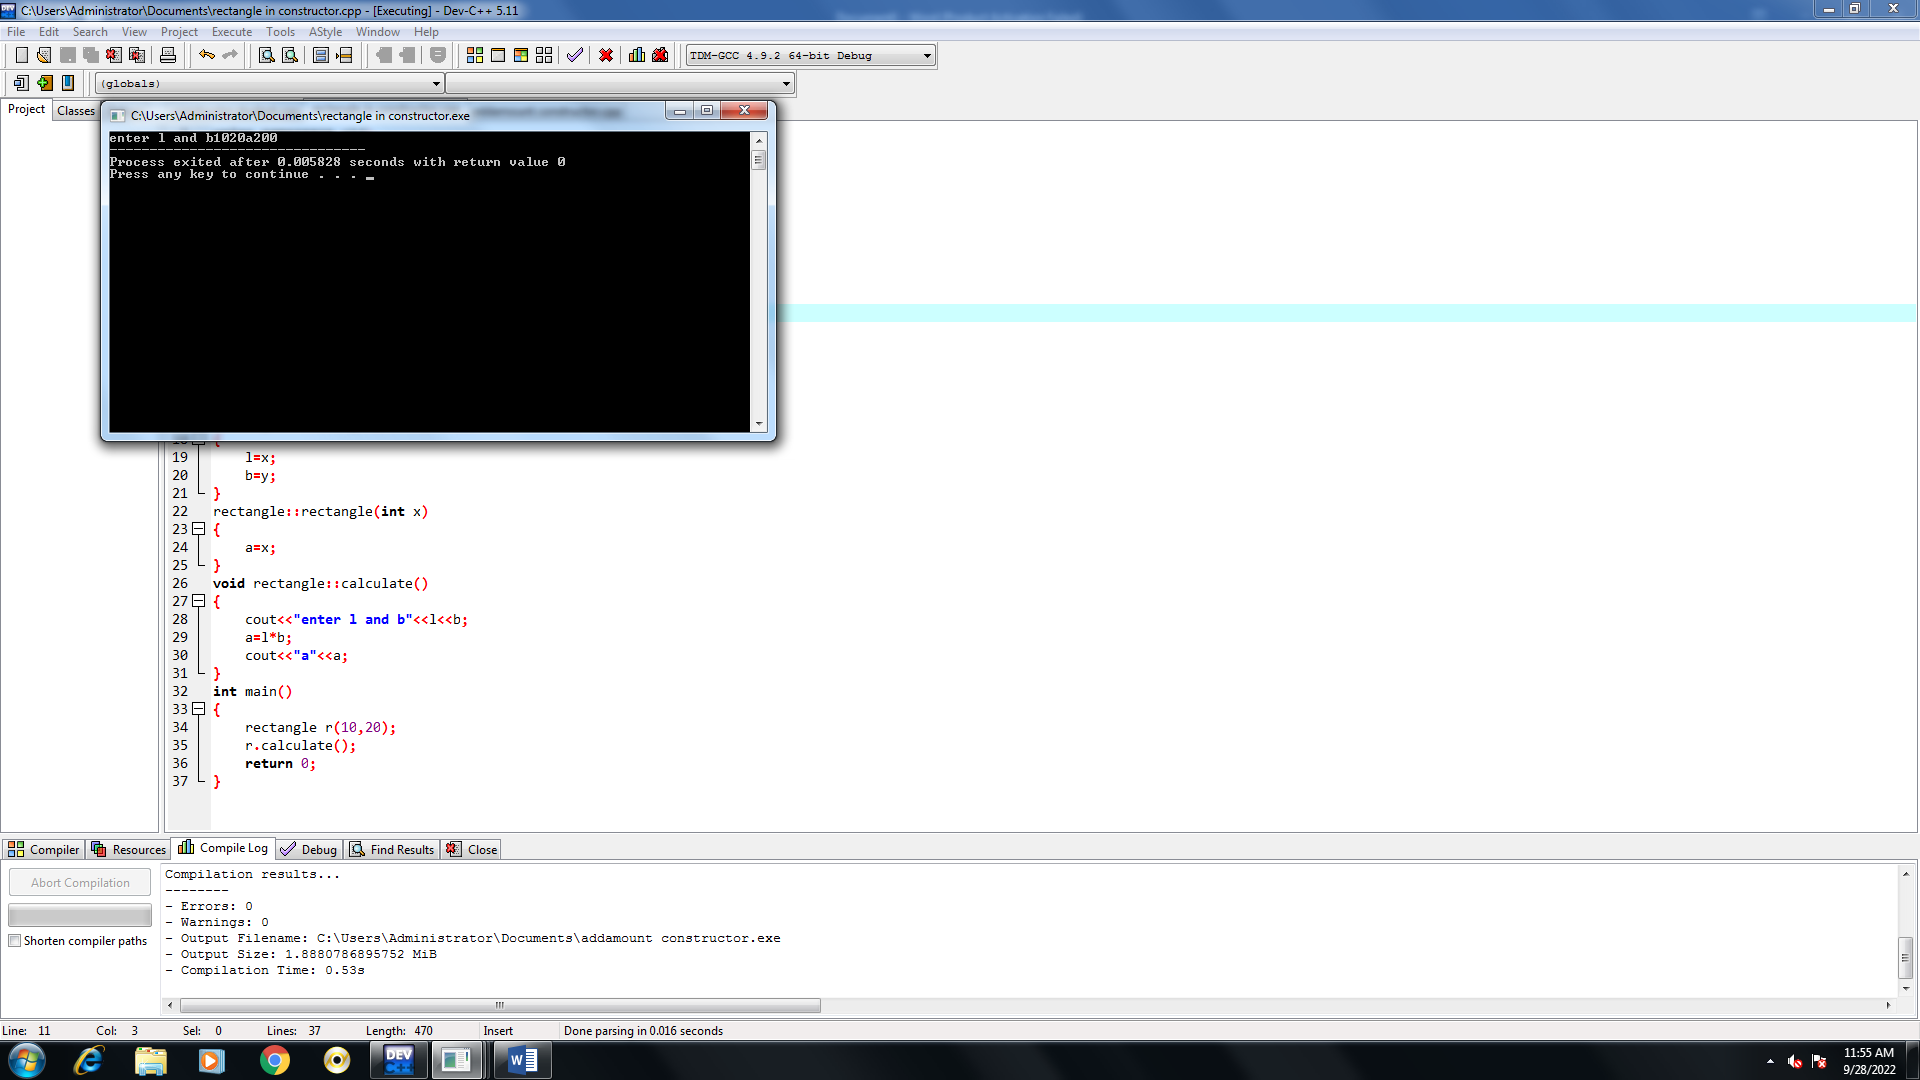 C:\Users\Administrator\Documents\rectangle in constructor.cpp - [Executing] - Dev-C++ 5.11
File Edit Search View Project Execute Tools AStyle Window Help
TDM-GCC 4.9.2 64-bit Debug
(globals)
Project Classes
C:\Users\Administrator\Documents\rectangle in constructor.exe
enter l and b1020a200
--------------------------------
Process exited after 0.005828 seconds with return value 0
Press any key to continue . . . _
{
19 l=x;
20 b=y;
21 }
22 rectangle::rectangle(int x)
23 {
24 a=x;
25 }
26 void rectangle::calculate()
27 {
28 cout<<"enter l and b"<<l<<b;
29 a=l*b;
30 cout<<"a"<<a;
31 }
32 int main()
33 {
34 rectangle r(10,20);
35 r.calculate();
36 return 0;
37 }
Compiler Resources Compile Log Debug Find Results Close
Abort Compilation
Shorten compiler paths
Compilation results...
--------
- Errors: 0
- Warnings: 0
- Output Filename: C:\Users\Administrator\Documents\addamount constructor.exe
- Output Size: 1.8880786895752 MiB
- Compilation Time: 0.53s
Line: 11 Col: 3 Sel: 0 Lines: 37 Length: 470 Insert Done parsing in 0.016 seconds
DEV C++
W
11:55 AM
9/28/2022